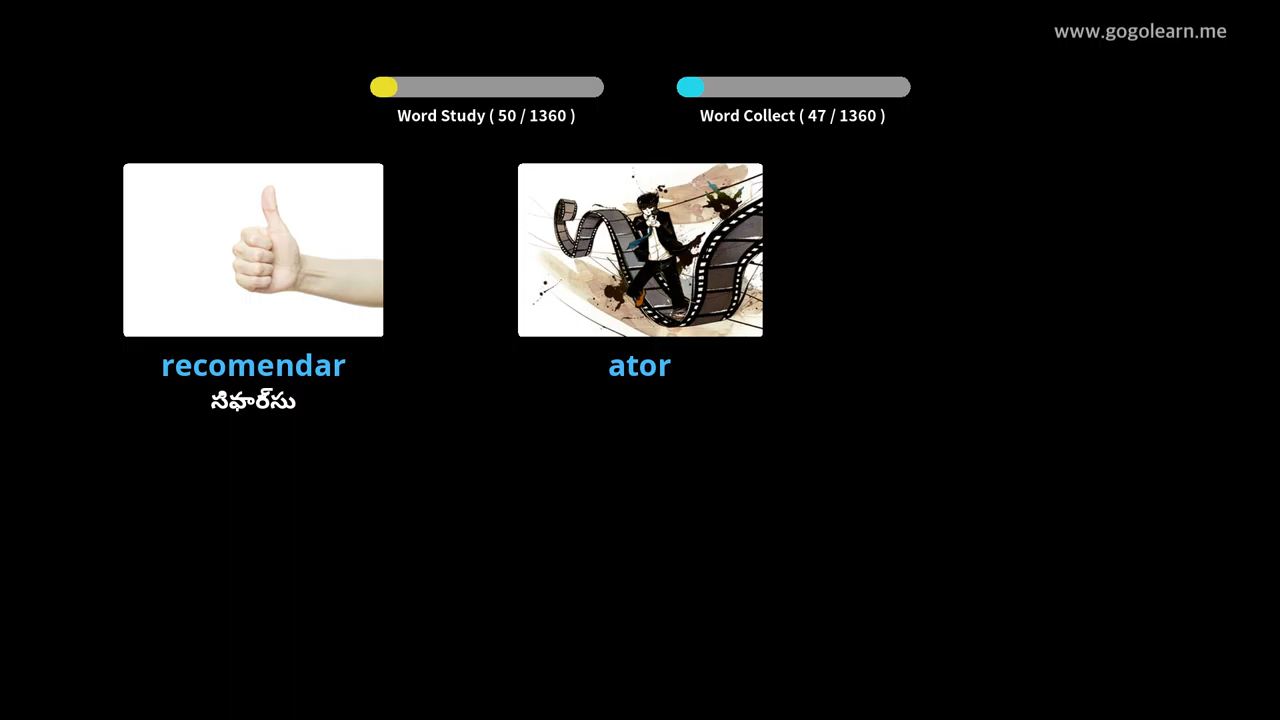 www.gogolearn.me
Word Study ( 50 / 1360 )
Word Collect ( 47 / 1360 )
recomendar
ator
సిఫార్సు